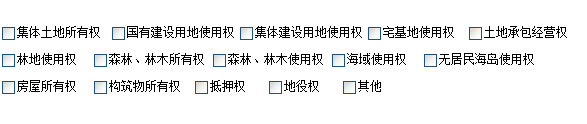 集体土地所有权 国有建设用地使用权 集体建设用地使用权 宅基地使用权 土地承包经营权
林地使用权 森林、林木所有权 森林、林木使用权 海域使用权 无居民海岛使用权
房屋所有权 构筑物所有权 抵押权 地役权 其他